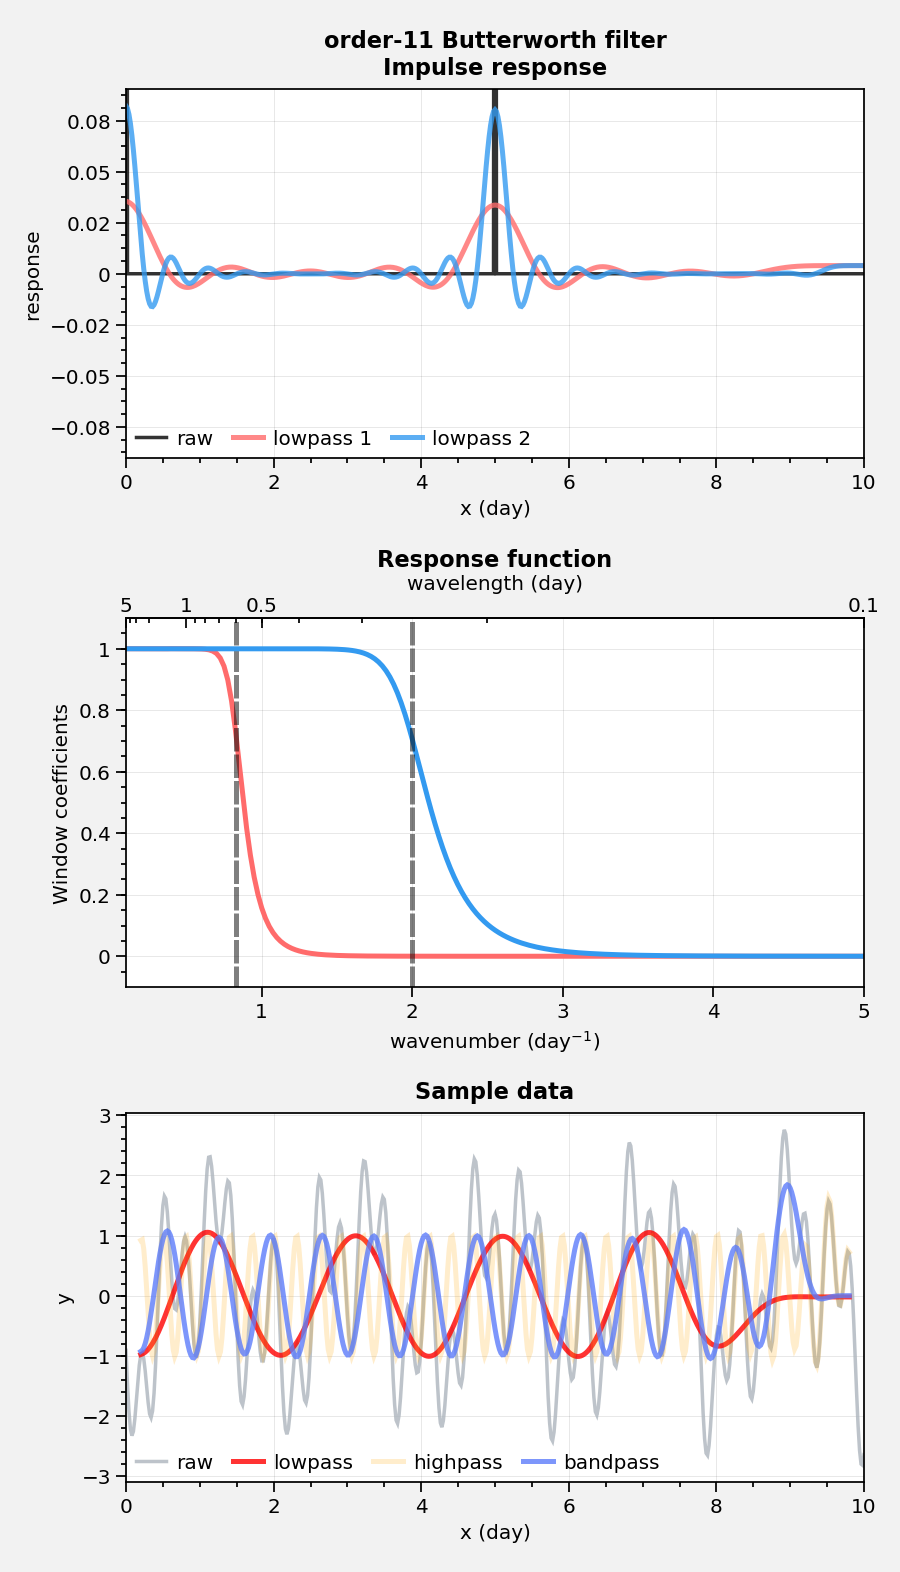 order-11 Butterworth filter
Impulse response
0.08
0.05
0.02
0
−0.02
−0.05
−0.08
response
raw lowpass 1 lowpass 2
0 2 4 6 8 10
x (day)
Response function
wavelength (day)
5 1 0.5 0.1
1
0.8
0.6
0.4
0.2
0
Window coefficients
1 2 3 4 5
wavenumber (day⁻¹)
Sample data
3
2
1
0
−1
−2
−3
y
raw lowpass highpass bandpass
0 2 4 6 8 10
x (day)